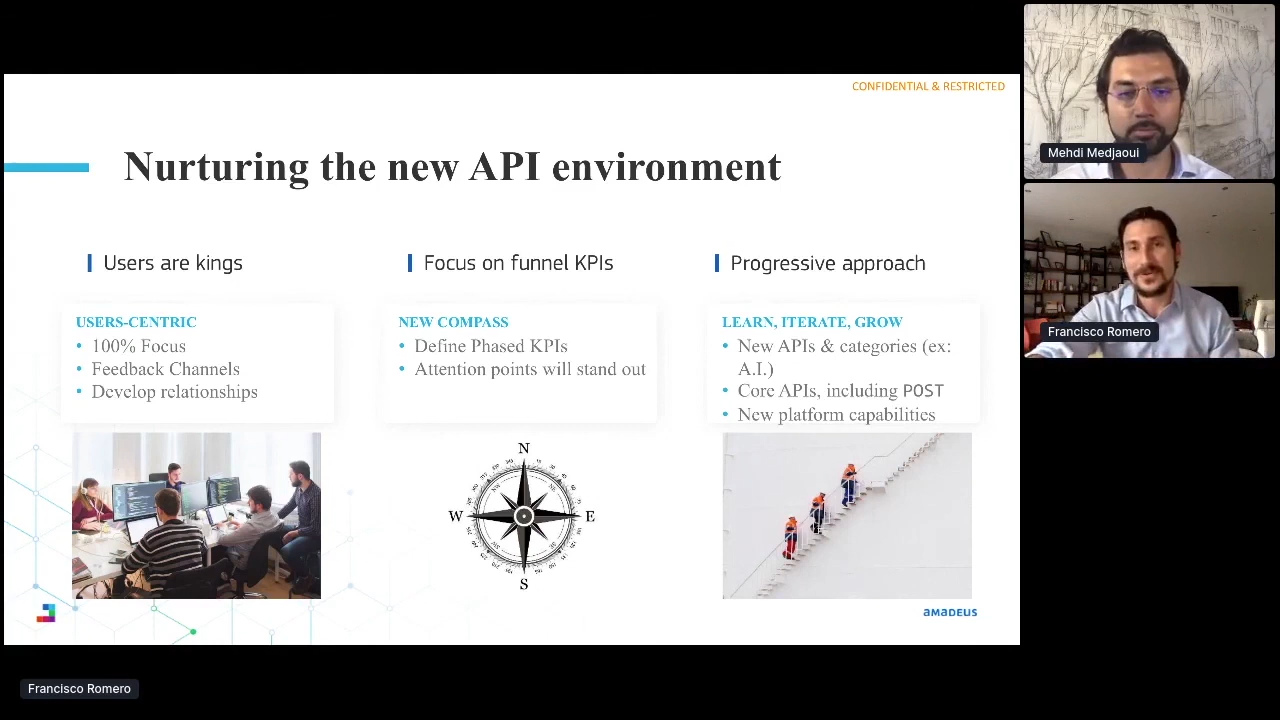 CONFIDENTIAL & RESTRICTED
Nurturing the new API environment
Users are kings
USERS-CENTRIC
• 100% Focus
• Feedback Channels
• Develop relationships
Focus on funnel KPIs
NEW COMPASS
• Define Phased KPIs
• Attention points will stand out
N
W
E
S
Progressive approach
LEARN, ITERATE, GROW
• New APIs & categories (ex:
A.I.)
• Core APIs, including POST
• New platform capabilities
amadeus
Mehdi Medjaoui
Francisco Romero
Francisco Romero